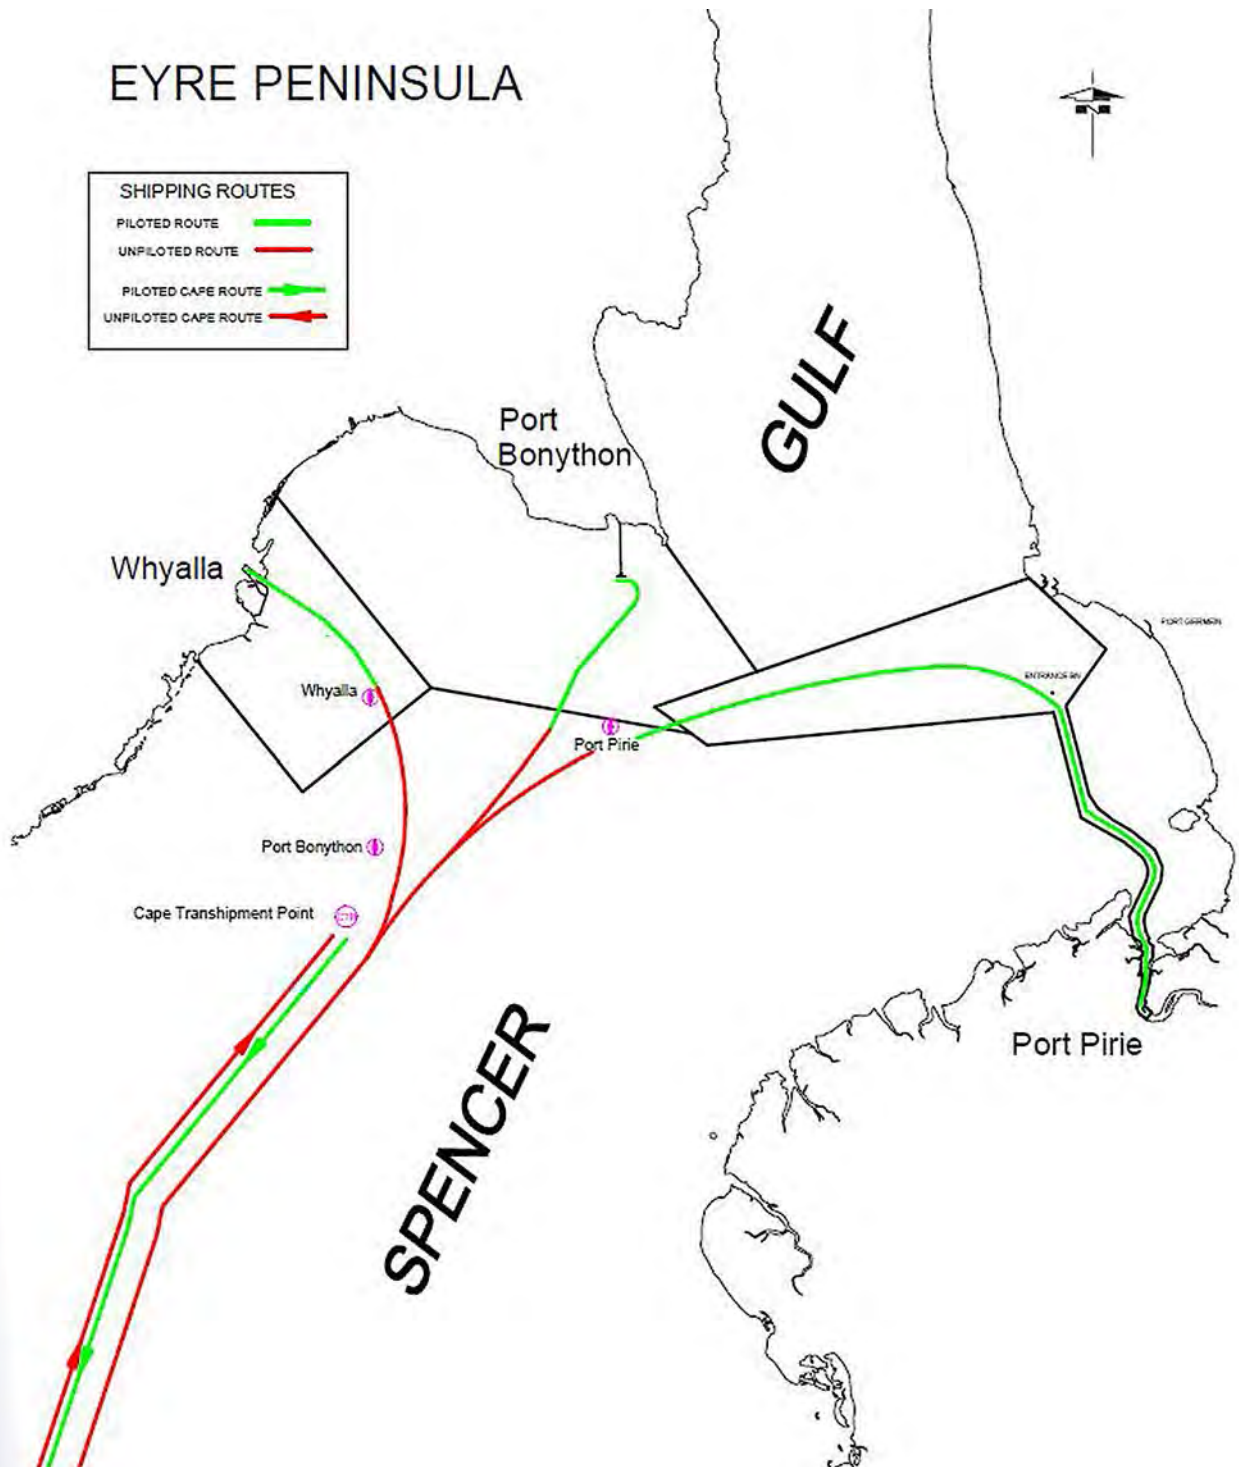 EYRE PENINSULA
N
SHIPPING ROUTES
PILOTED ROUTE
UNPILOTED ROUTE
PILOTED CAPE ROUTE
UNPILOTED CAPE ROUTE
GULF
Port
Bonython
Whyalla
PORT GERMEIN
ENTRANCE BN
Whyalla
Port Pirie
Port Bonython
Cape Transhipment Point
SPENCER
Port Pirie